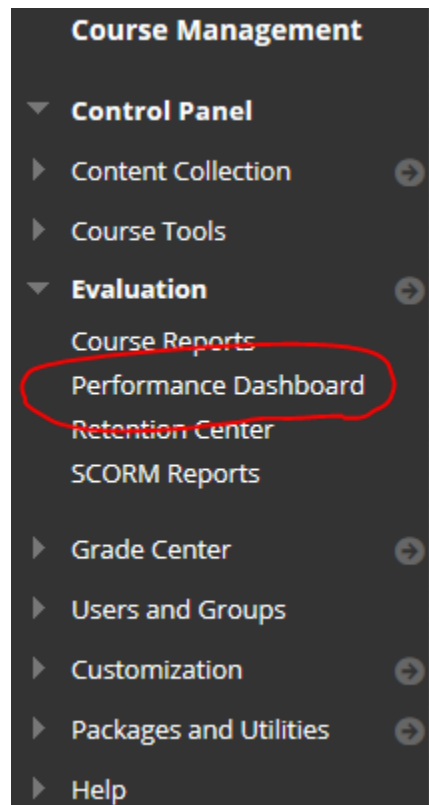 Course Management
Control Panel
Content Collection
Course Tools
Evaluation
Course Reports
Performance Dashboard
Retention Center
SCORM Reports
Grade Center
Users and Groups
Customization
Packages and Utilities
Help